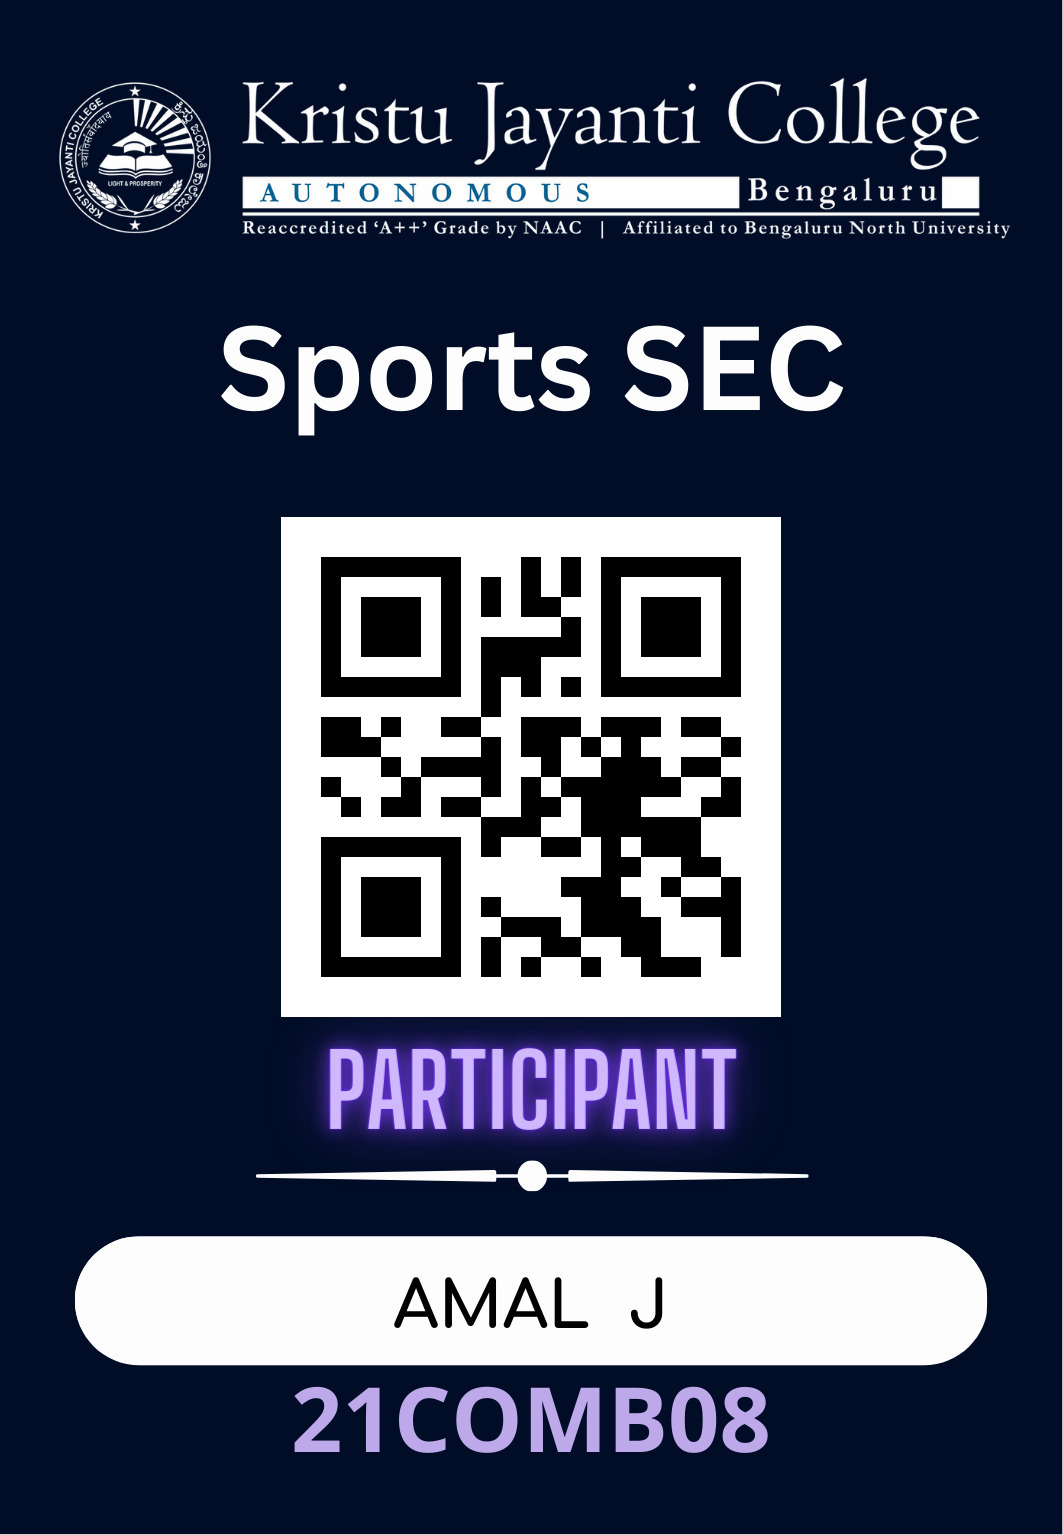 KRISTU JAYANTI COLLEGE
ಕ್ರಿಸ್ತು ಜಯಂತಿ ಕಾಲೇಜು
LIGHT & PROSPERITY
Kristu Jayanti College
AUTONOMOUS Bengaluru
Reaccredited ‘A++’ Grade by NAAC | Affiliated to Bengaluru North University
Sports SEC
PARTICIPANT
AMAL J
21COMB08